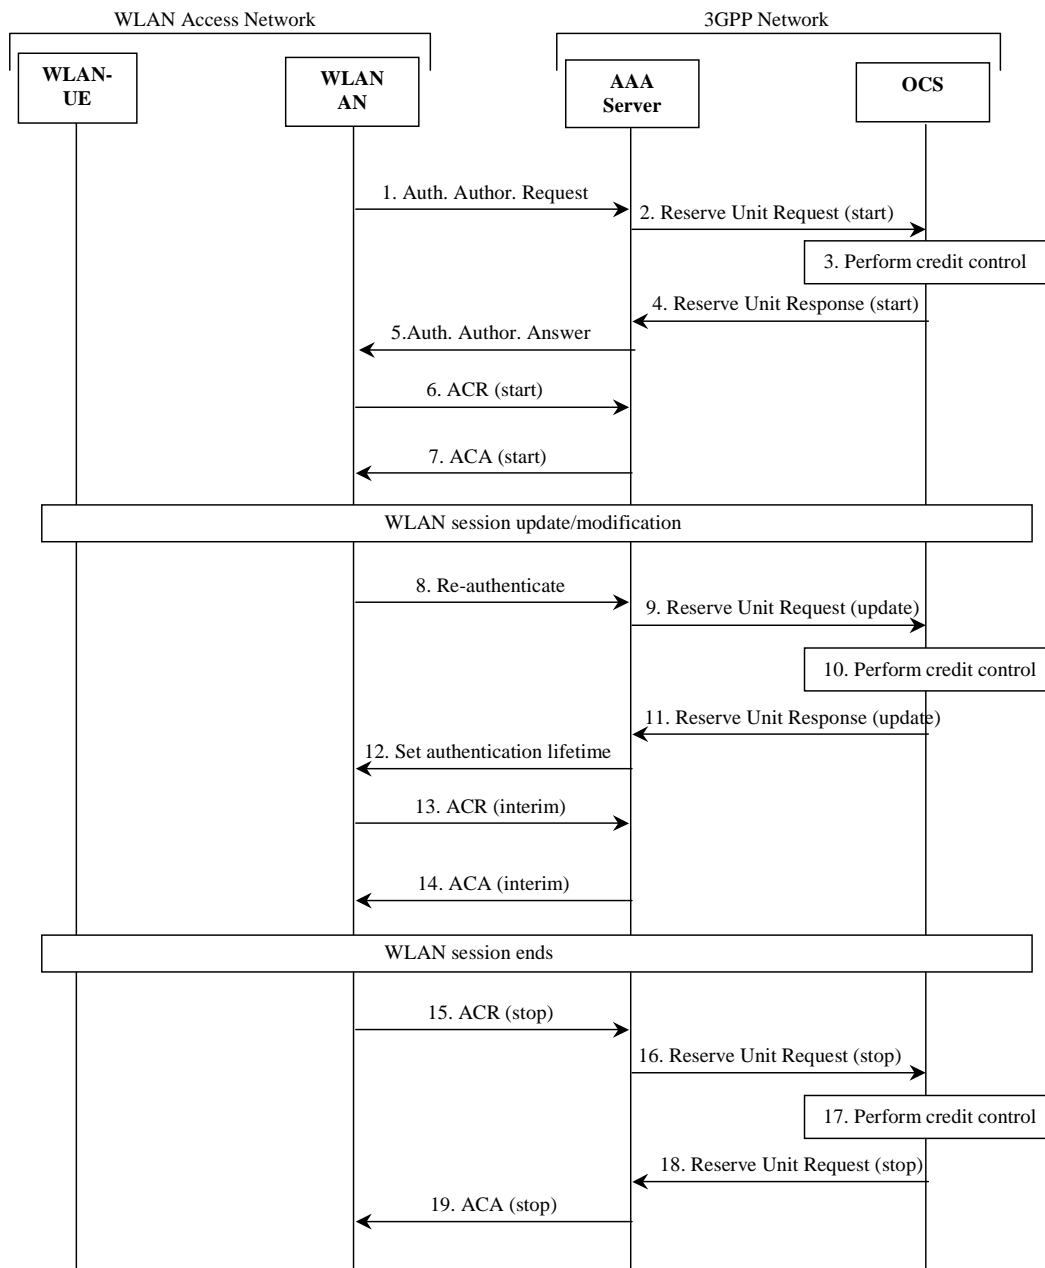 WLAN Access Network
3GPP Network
WLAN-
UE
WLAN
AN
AAA
Server
OCS
1. Auth. Author. Request
2. Reserve Unit Request (start)
3. Perform credit control
4. Reserve Unit Response (start)
5.Auth. Author. Answer
6. ACR (start)
7. ACA (start)
WLAN session update/modification
8. Re-authenticate
9. Reserve Unit Request (update)
10. Perform credit control
11. Reserve Unit Response (update)
12. Set authentication lifetime
13. ACR (interim)
14. ACA (interim)
WLAN session ends
15. ACR (stop)
16. Reserve Unit Request (stop)
17. Perform credit control
18. Reserve Unit Request (stop)
19. ACA (stop)